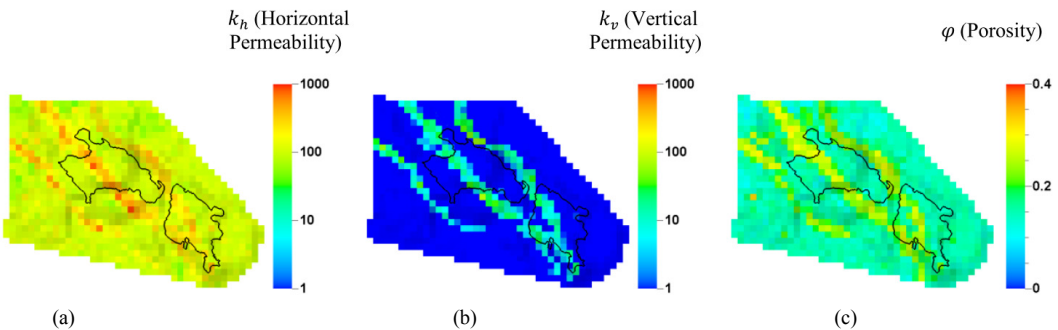 k_h (Horizontal
Permeability)
1000
100
10
1
(a)
k_v (Vertical
Permeability)
1000
100
10
1
(b)
φ (Porosity)
0.4
0.2
0
(c)